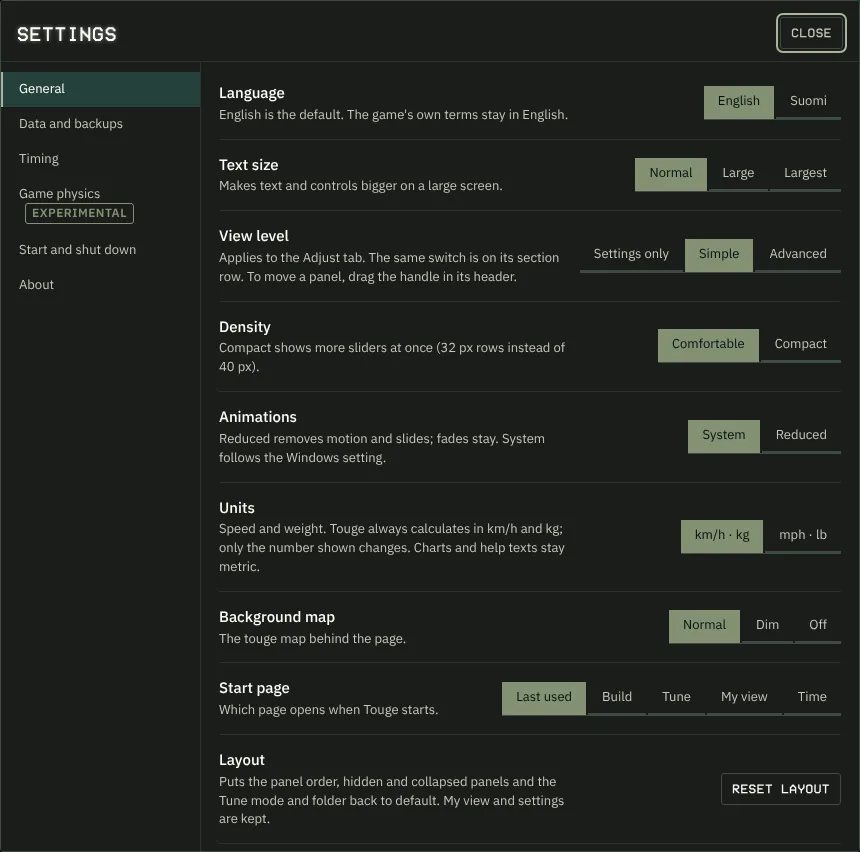 SETTINGS
CLOSE
General
Data and backups
Timing
Game physics
EXPERIMENTAL
Start and shut down
About
Language
English is the default. The game's own terms stay in English.
English Suomi
Text size
Makes text and controls bigger on a large screen.
Normal Large Largest
View level
Applies to the Adjust tab. The same switch is on its section
row. To move a panel, drag the handle in its header.
Settings only Simple Advanced
Density
Compact shows more sliders at once (32 px rows instead of
40 px).
Comfortable Compact
Animations
Reduced removes motion and slides; fades stay. System
follows the Windows setting.
System Reduced
Units
Speed and weight. Touge always calculates in km/h and kg;
only the number shown changes. Charts and help texts stay
metric.
km/h · kg mph · lb
Background map
The touge map behind the page.
Normal Dim Off
Start page
Which page opens when Touge starts.
Last used Build Tune My view Time
Layout
Puts the panel order, hidden and collapsed panels and the
Tune mode and folder back to default. My view and settings
are kept.
RESET LAYOUT